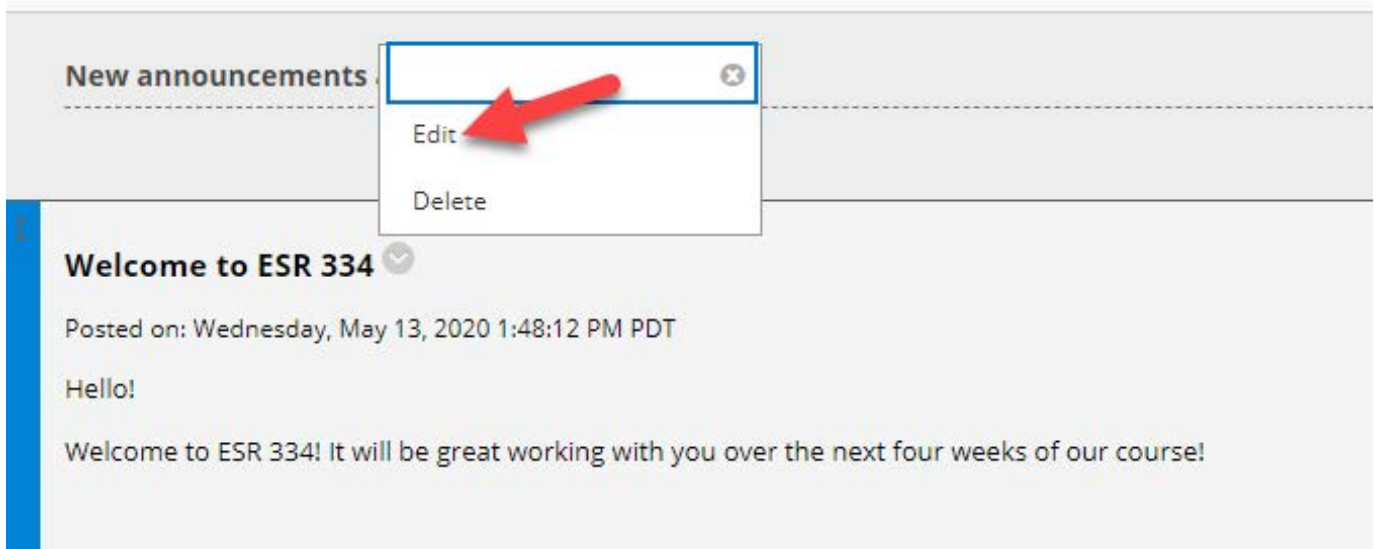 New announcements
Edit
Delete
Welcome to ESR 334
Posted on: Wednesday, May 13, 2020 1:48:12 PM PDT
Hello!
Welcome to ESR 334! It will be great working with you over the next four weeks of our course!